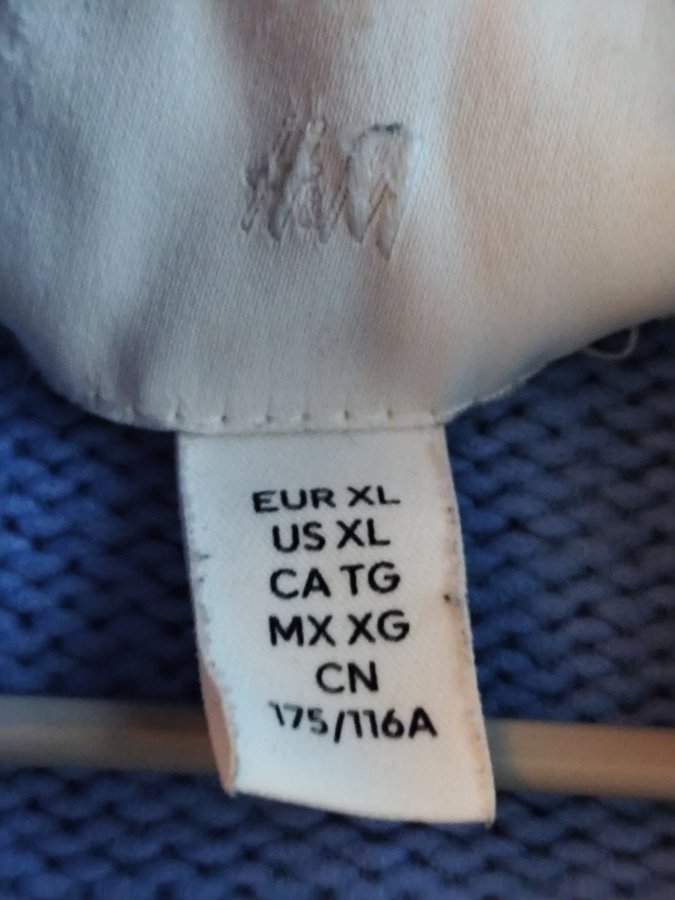 H&M
EUR XL
US XL
CA TG
MX XG
CN
175/116A